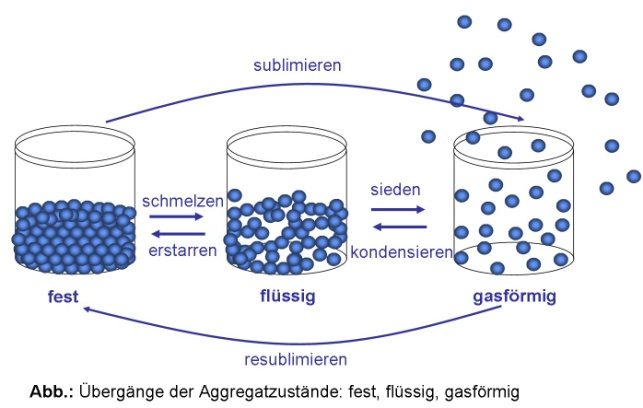 sublimieren
schmelzen
sieden
erstarren
kondensieren
fest
flüssig
gasförmig
resublimieren
Abb.: Übergänge der Aggregatzustände: fest, flüssig, gasförmig